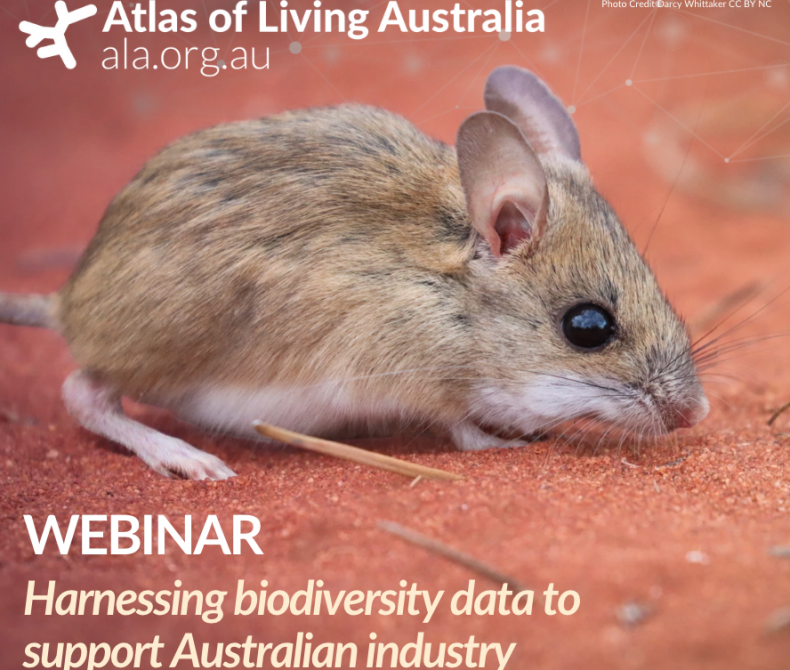 Atlas of Living Australia
ala.org.au
Photo Credit Darcy Whittaker CC BY NC
WEBINAR
Harnessing biodiversity data to
support Australian industry